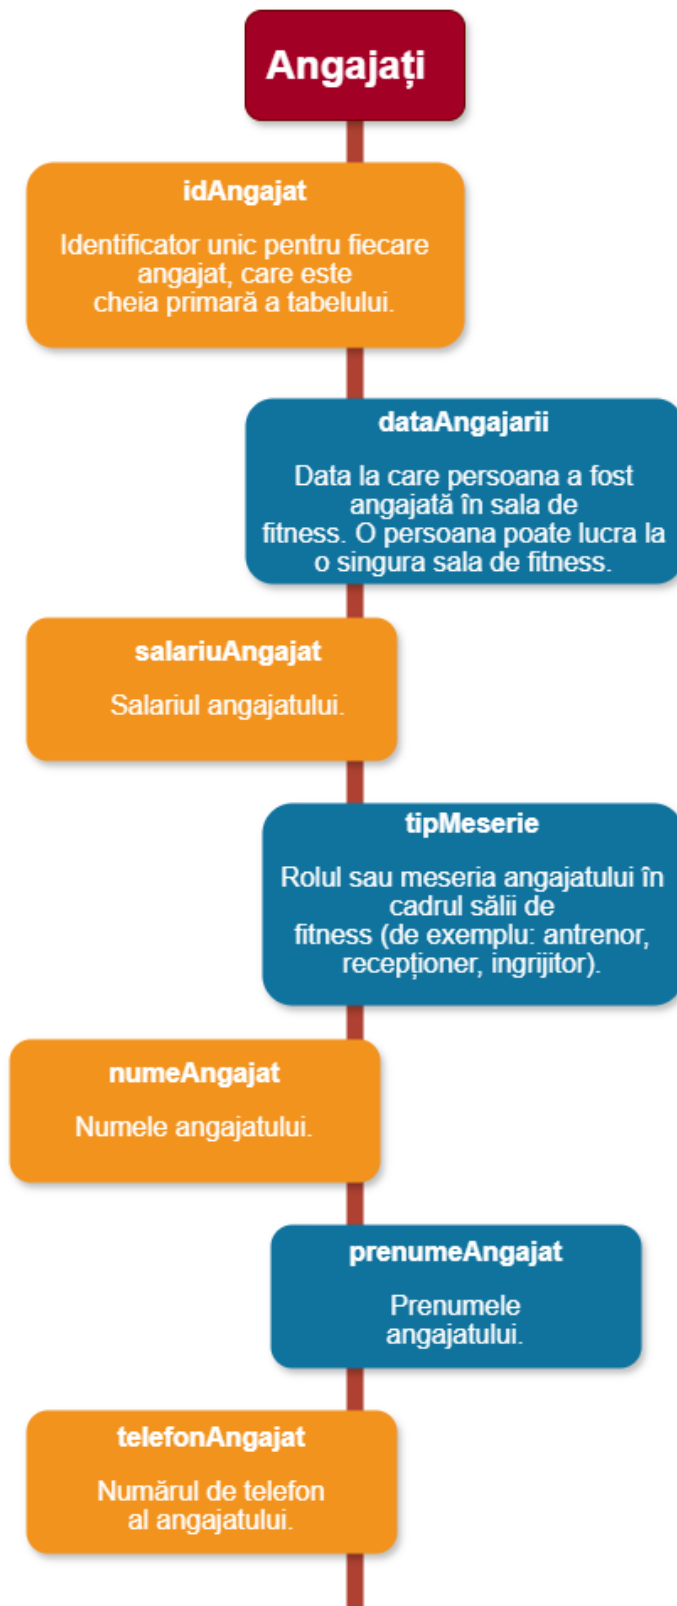 Angajați
idAngajat
Identificator unic pentru fiecare
angajat, care este
cheia primară a tabelului.
dataAngajarii
Data la care persoana a fost
angajată în sala de
fitness. O persoana poate lucra la
o singura sala de fitness.
salariuAngajat
Salariul angajatului.
tipMeserie
Rolul sau meseria angajatului în
cadrul sălii de
fitness (de exemplu: antrenor,
recepționer, ingrijitor).
numeAngajat
Numele angajatului.
prenumeAngajat
Prenumele
angajatului.
telefonAngajat
Numărul de telefon
al angajatului.